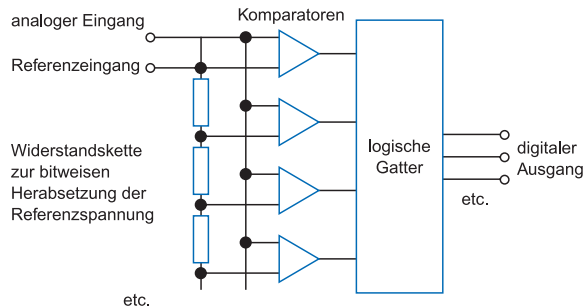 analoger Eingang
Komparatoren
Referenzeingang
Widerstandskette
zur bitweisen
Herabsetzung der
Referenzspannung
logische
Gatter
digitaler
Ausgang
etc.
etc.